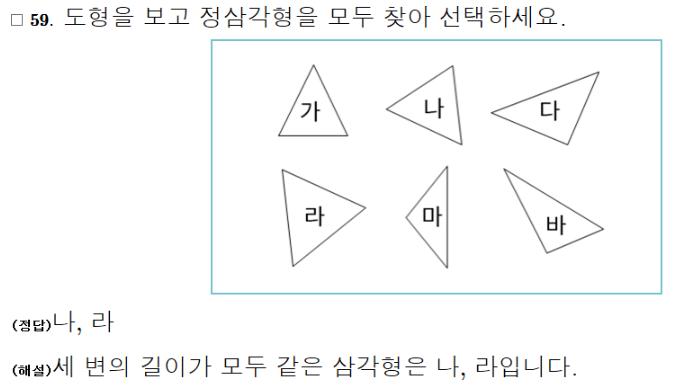 □ 59. 도형을 보고 정삼각형을 모두 찾아 선택하세요.
가 나 다
라 마 바
(정답)나, 라
(해설)세 변의 길이가 모두 같은 삼각형은 나, 라입니다.